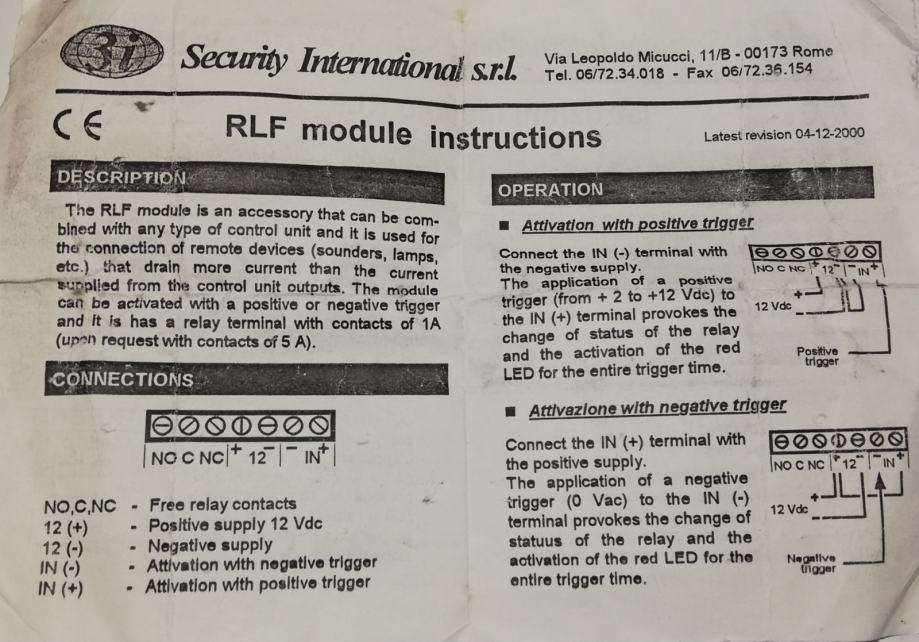 3i
Security International s.r.l.
Via Leopoldo Micucci, 11/B - 00173 Rome
Tel. 06/72.34.018 - Fax 06/72.36.154
CE
RLF module instructions
Latest revision 04-12-2000
DESCRIPTION
The RLF module is an accessory that can be com-
bined with any type of control unit and it is used for
the connection of remote devices (sounders, lamps,
etc.) that drain more current than the current
supplied from the control unit outputs. The module
can be activated with a positive or negative trigger
and it is has a relay terminal with contacts of 1A
(upon request with contacts of 5 A).
CONNECTIONS
NO C NC + 12 - - IN +
NO,C,NC - Free relay contacts
12 (+) - Positive supply 12 Vdc
12 (-) - Negative supply
IN (-) - Attivation with negative trigger
IN (+) - Attivation with positive trigger
OPERATION
■ Attivation with positive trigger
Connect the IN (-) terminal with
the negative supply.
The application of a positive
trigger (from + 2 to +12 Vdc) to
the IN (+) terminal provokes the
change of status of the relay
and the activation of the red
LED for the entire trigger time.
NO C NC + 12 - - IN +
12 Vdc + -
Positive
trigger
■ Attivazione with negative trigger
Connect the IN (+) terminal with
the positive supply.
The application of a negative
trigger (0 Vac) to the IN (-)
terminal provokes the change of
statuus of the relay and the
activation of the red LED for the
entire trigger time.
NO C NC + 12 - - IN +
12 Vdc + -
Negative
trigger